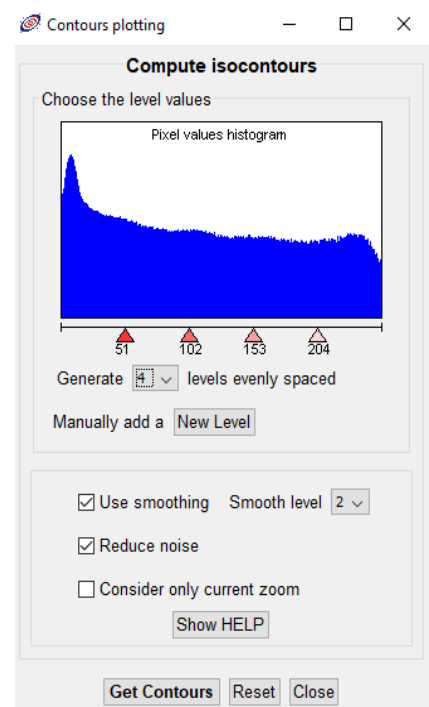 Contours plotting
Compute isocontours
Choose the level values
Pixel values histogram
51 102 153 204
Generate 4 levels evenly spaced
Manually add a New Level
Use smoothing Smooth level 2
Reduce noise
Consider only current zoom
Show HELP
Get Contours Reset Close